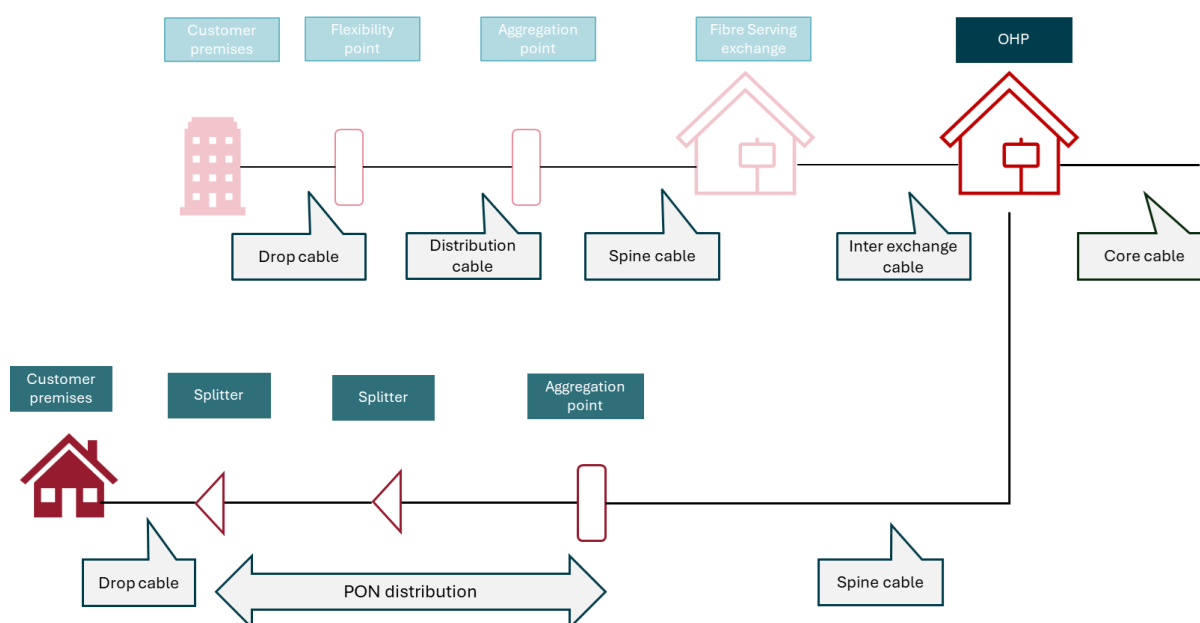 Customer
premises
Flexibility
point
Aggregation
point
Fibre Serving
exchange
OHP
Drop cable
Distribution
cable
Spine cable
Inter exchange
cable
Core cable
Customer
premises
Splitter
Splitter
Aggregation
point
Drop cable
PON distribution
Spine cable